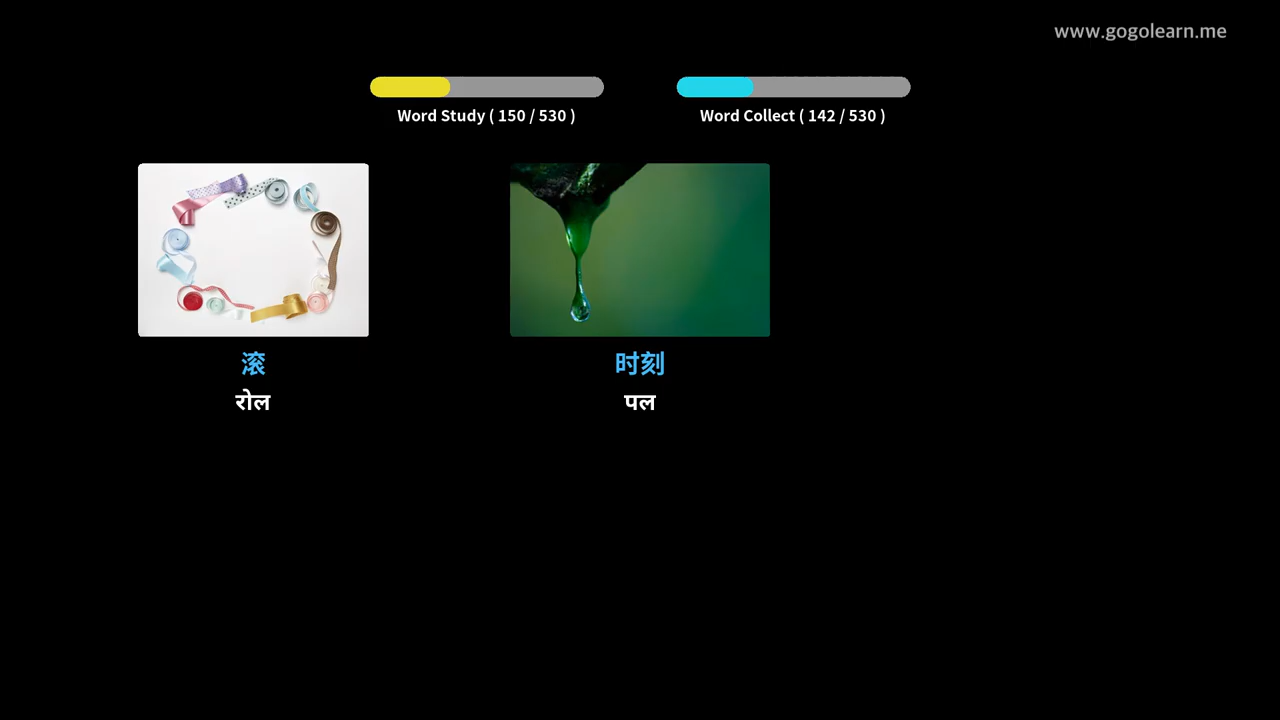 www.gogolearn.me
Word Study ( 150 / 530 )
Word Collect ( 142 / 530 )
滚
रोल
时刻
पल